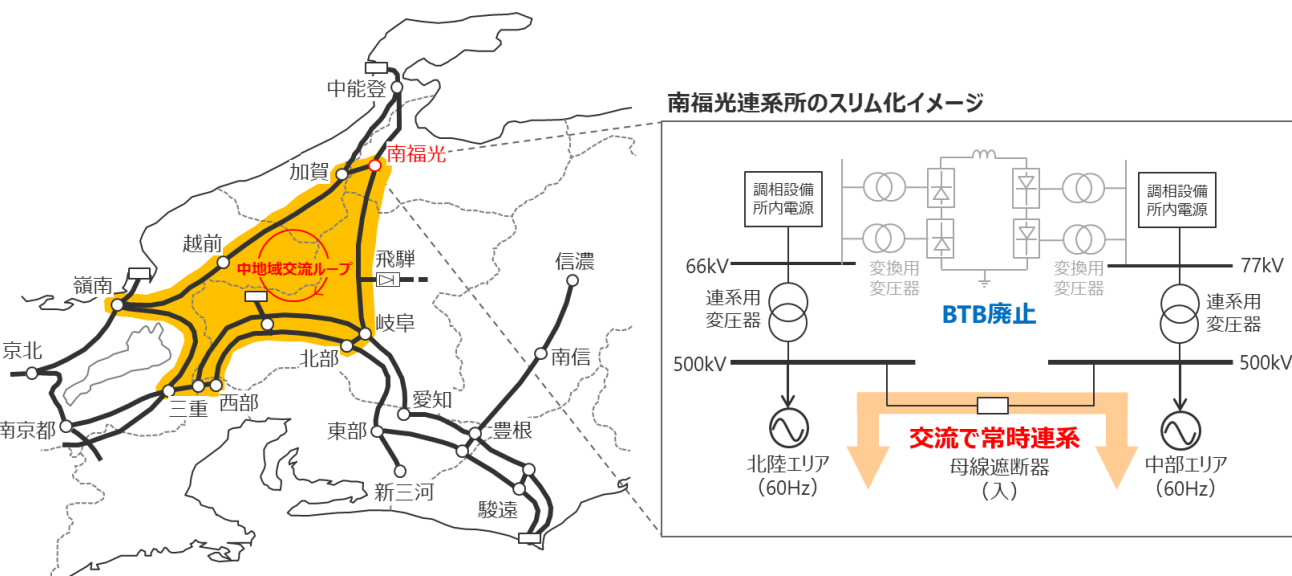 中能登
加賀
南福光
越前
中地域交流ループ
飛騨
信濃
嶺南
岐阜
京北
北部
南信
三重
西部
愛知
南京都
東部
豊根
新三河
駿遠
南福光連系所のスリム化イメージ
調相設備
所内電源
調相設備
所内電源
66kV
変換用
変圧器
変換用
変圧器
77kV
連系用
変圧器
BTB廃止
連系用
変圧器
500kV
500kV
交流で常時連系
北陸エリア
(60Hz)
母線遮断器
(入)
中部エリア
(60Hz)